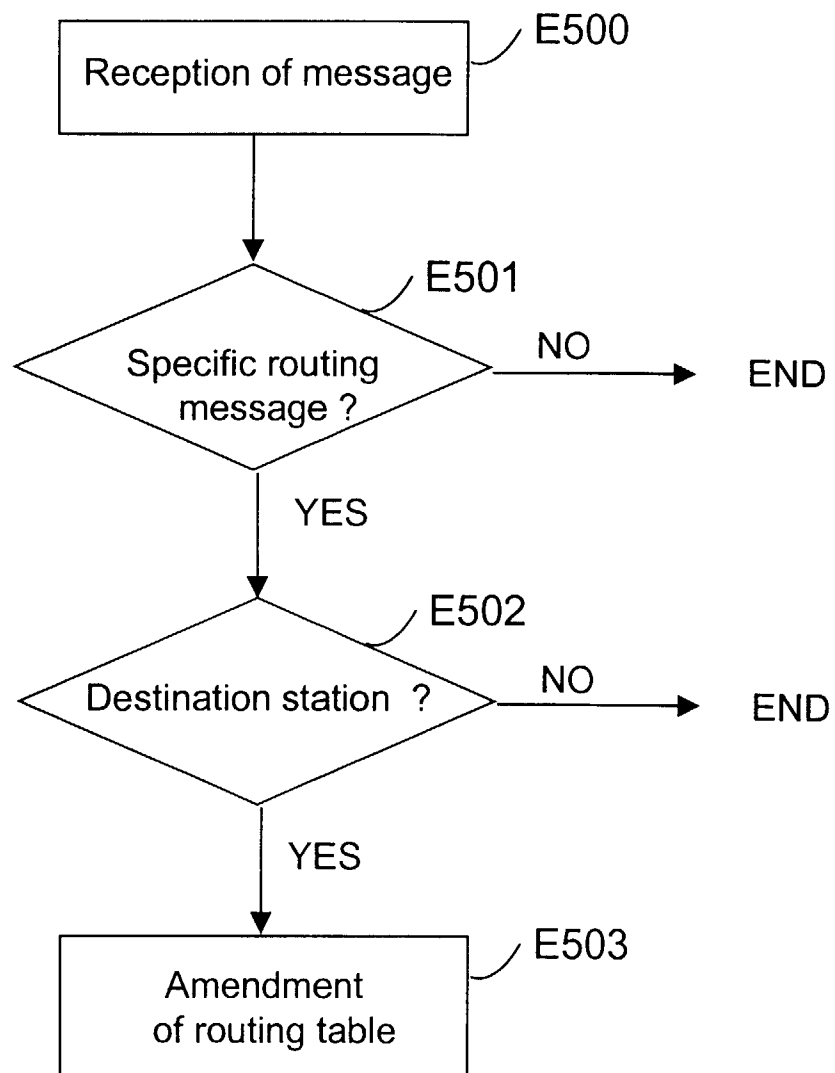 E500
Reception of message
E501
Specific routing
message ?
NO
END
YES
E502
Destination station ?
NO
END
YES
E503
Amendment
of routing table